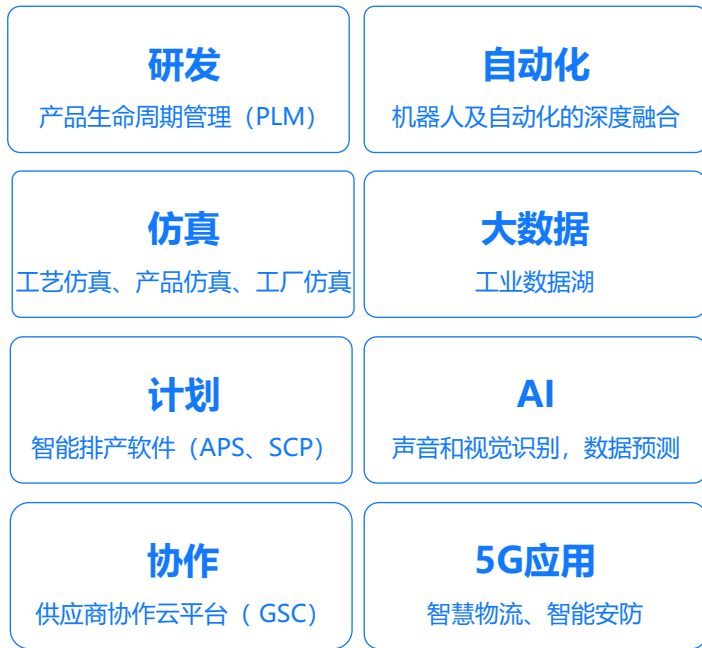 研发
产品生命周期管理（PLM）
自动化
机器人及自动化的深度融合
仿真
工艺仿真、产品仿真、工厂仿真
大数据
工业数据湖
计划
智能排产软件（APS、SCP）
AI
声音和视觉识别，数据预测
协作
供应商协作云平台（ GSC）
5G应用
智慧物流、智能安防